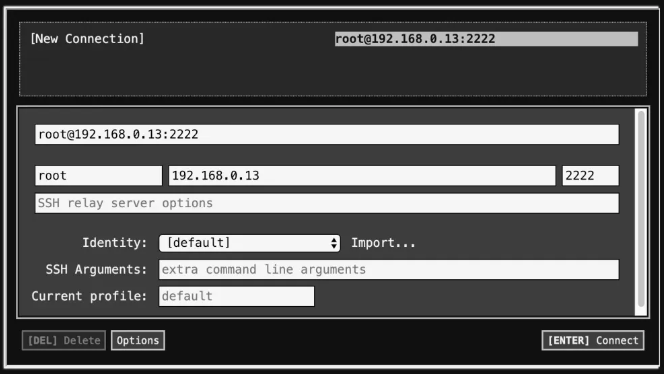 [New Connection] root@192.168.0.13:2222
root@192.168.0.13:2222
root 192.168.0.13 2222
SSH relay server options
Identity: [default] Import...
SSH Arguments: extra command line arguments
Current profile: default
[DEL] Delete Options [ENTER] Connect